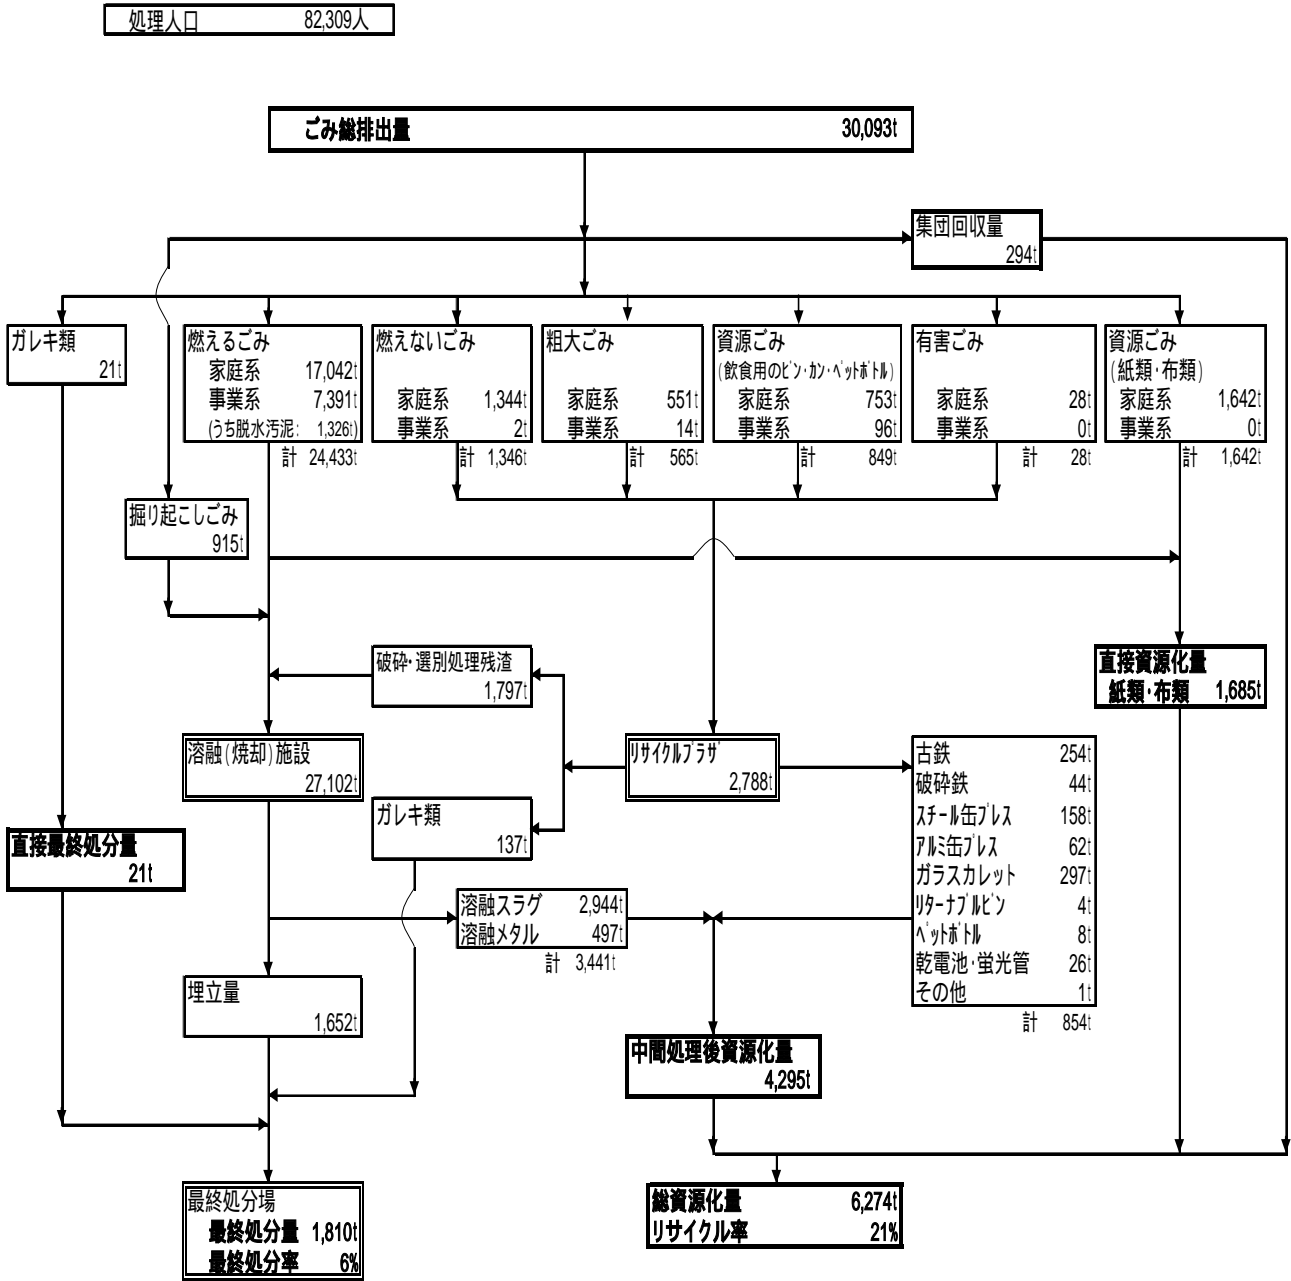 処理人口 82,309人
ごみ総排出量 30,093t
集団回収量
294t
ガレキ類
21t
燃えるごみ
家庭系 17,042t
事業系 7,391t
(うち脱水汚泥: 1,326t)
計 24,433t
燃えないごみ
家庭系 1,344t
事業系 2t
計 1,346t
粗大ごみ
家庭系 551t
事業系 14t
計 565t
資源ごみ
(飲食用のビン・カン・ペットボトル)
家庭系 753t
事業系 96t
計 849t
有害ごみ
家庭系 28t
事業系 0t
計 28t
資源ごみ
(紙類・布類)
家庭系 1,642t
事業系 0t
計 1,642t
掘り起こしごみ
915t
破砕・選別処理残渣
1,797t
直接資源化量
紙類・布類 1,685t
溶融(焼却)施設
27,102t
リサイクルプラザ
2,788t
古鉄 254t
破砕鉄 44t
スチール缶プレス 158t
アルミ缶プレス 62t
ガラスカレット 297t
リターナブルビン 4t
ペットボトル 8t
乾電池・蛍光管 26t
その他 1t
計 854t
ガレキ類
137t
直接最終処分量
21t
溶融スラグ 2,944t
溶融メタル 497t
計 3,441t
埋立量
1,652t
中間処理後資源化量
4,295t
最終処分場
最終処分量 1,810t
最終処分率 6%
総資源化量 6,274t
リサイクル率 21%